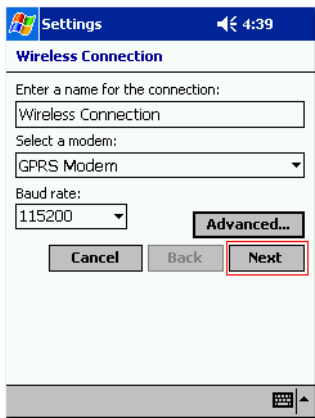 Settings 4:39
Wireless Connection
Enter a name for the connection:
Wireless Connection
Select a modem:
GPRS Modem
Baud rate:
115200
Advanced...
Cancel Back Next